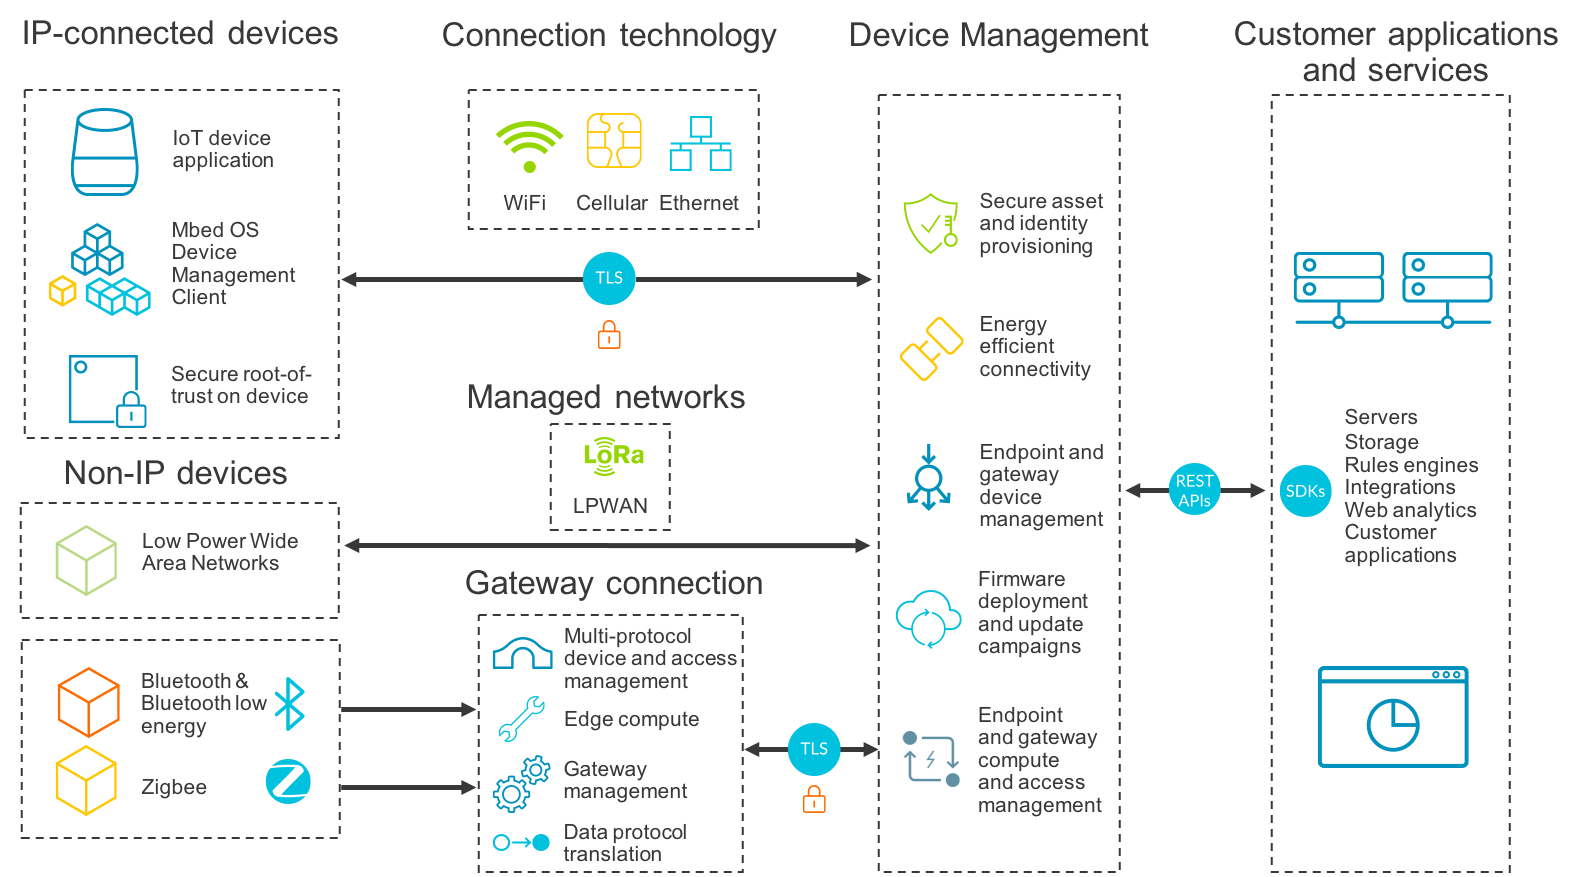 IP-connected devices
IoT device
application
Mbed OS
Device
Management
Client
Secure root-of-
trust on device
Non-IP devices
Low Power Wide
Area Networks
Bluetooth &
Bluetooth low
energy
Zigbee
Connection technology
WiFi
Cellular
Ethernet
TLS
Managed networks
LoRa
LPWAN
Gateway connection
Multi-protocol
device and access
management
Edge compute
Gateway
management
Data protocol
translation
TLS
Device Management
Secure asset
and identity
provisioning
Energy
efficient
connectivity
Endpoint and
gateway
device
management
Firmware
deployment
and update
campaigns
Endpoint
and gateway
compute
and access
management
REST
APIs
Customer applications
and services
SDKs
Servers
Storage
Rules engines
Integrations
Web analytics
Customer
applications